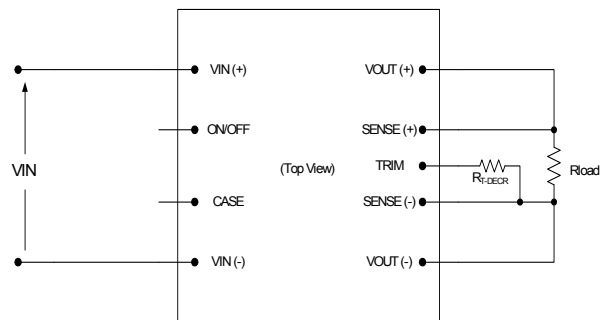 VIN (+)
VOUT (+)
ON/OFF
SENSE (+)
TRIM
VIN
(Top View)
Rload
R_T-DECR
CASE
SENSE (-)
VIN (-)
VOUT (-)